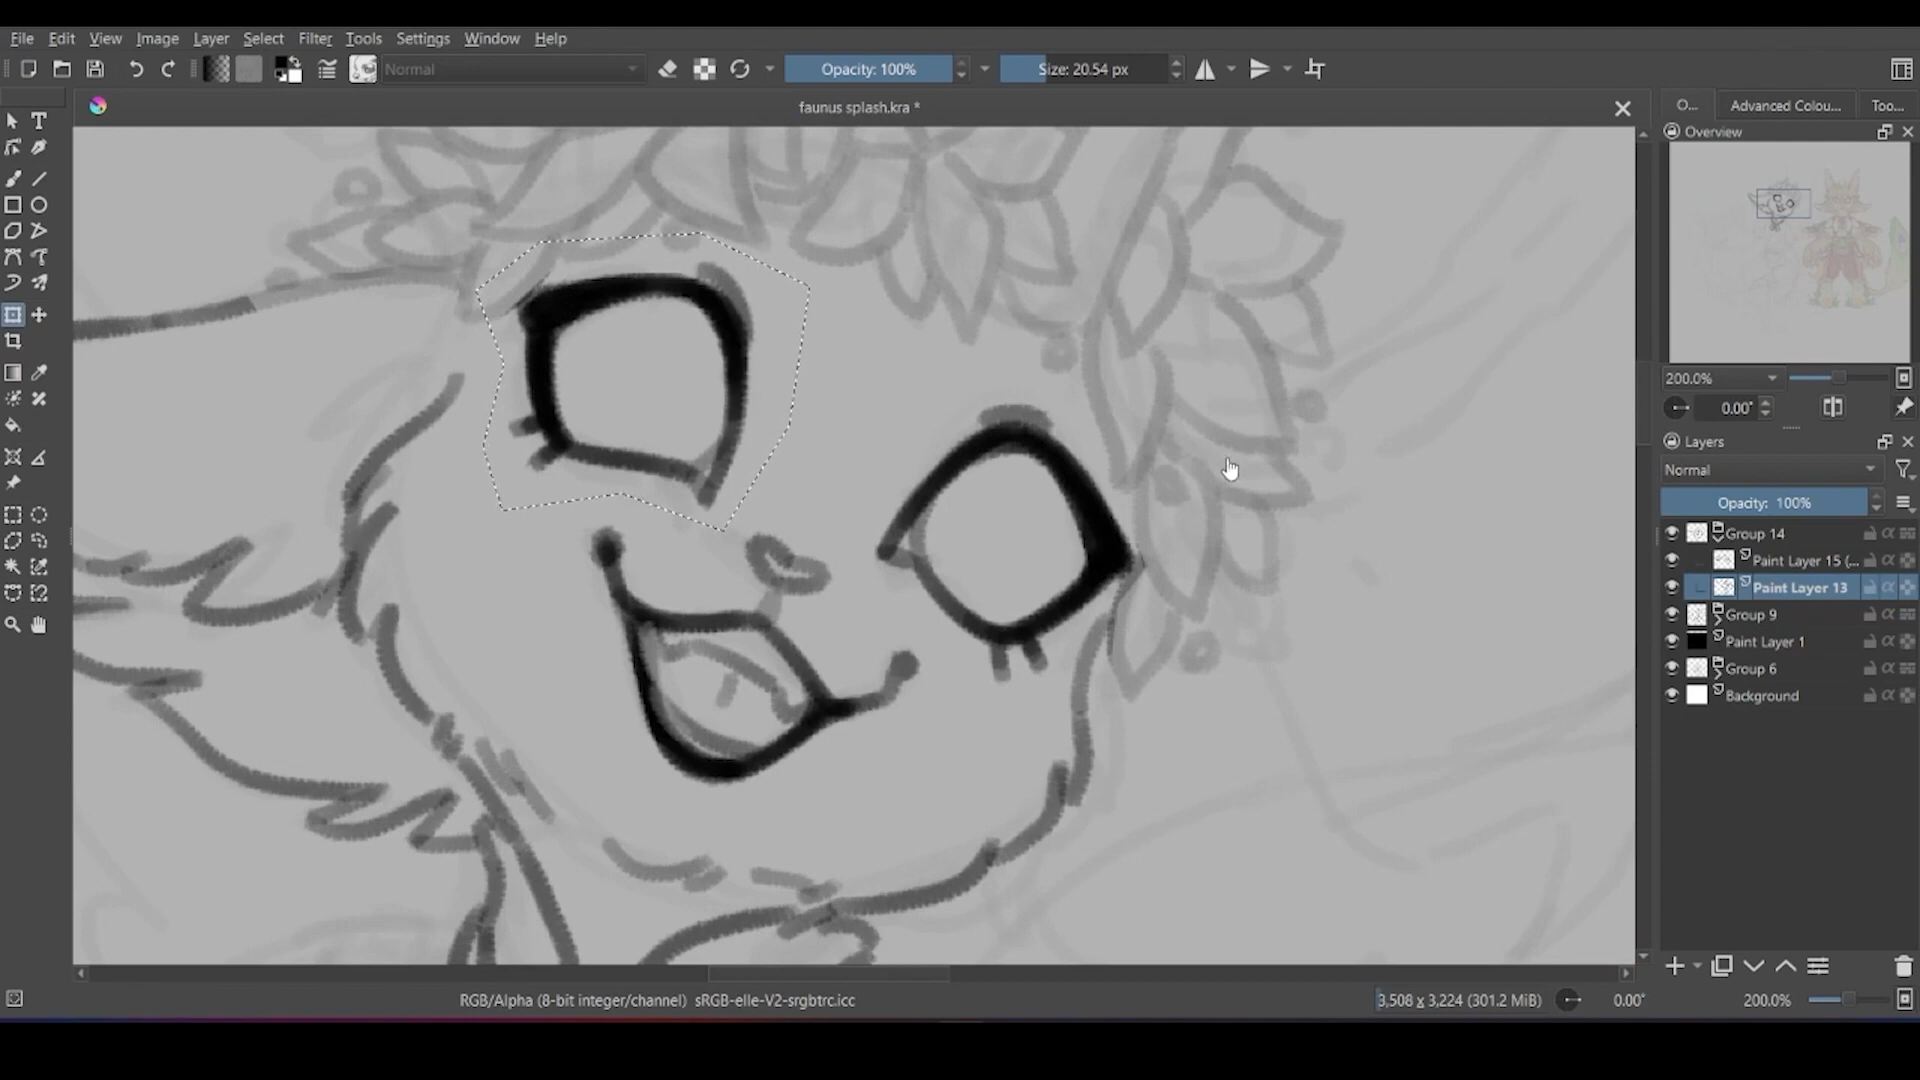 File Edit View Image Layer Select Filter Tools Settings Window Help
Normal Opacity: 100% Size: 20.54 px
faunus splash.kra *
O... Advanced Colou... Too...
Overview
200.0%
0.00°
Layers
Normal
Opacity: 100%
Group 14
Paint Layer 15 (...
Paint Layer 13
Group 9
Paint Layer 1
Group 6
Background
RGB/Alpha (8-bit integer/channel) sRGB-elle-V2-srgbtrc.icc 3,508 x 3,224 (301.2 MiB) 0.00° 200.0%